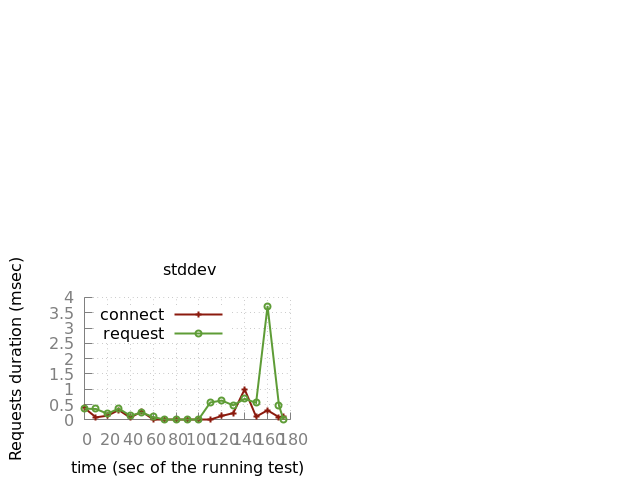 stddev
Requests duration (msec)
4
3.5
3
2.5
2
1.5
1
0.5
0
connect
request
0 20 40 60 80 100 120 140 160 180
time (sec of the running test)